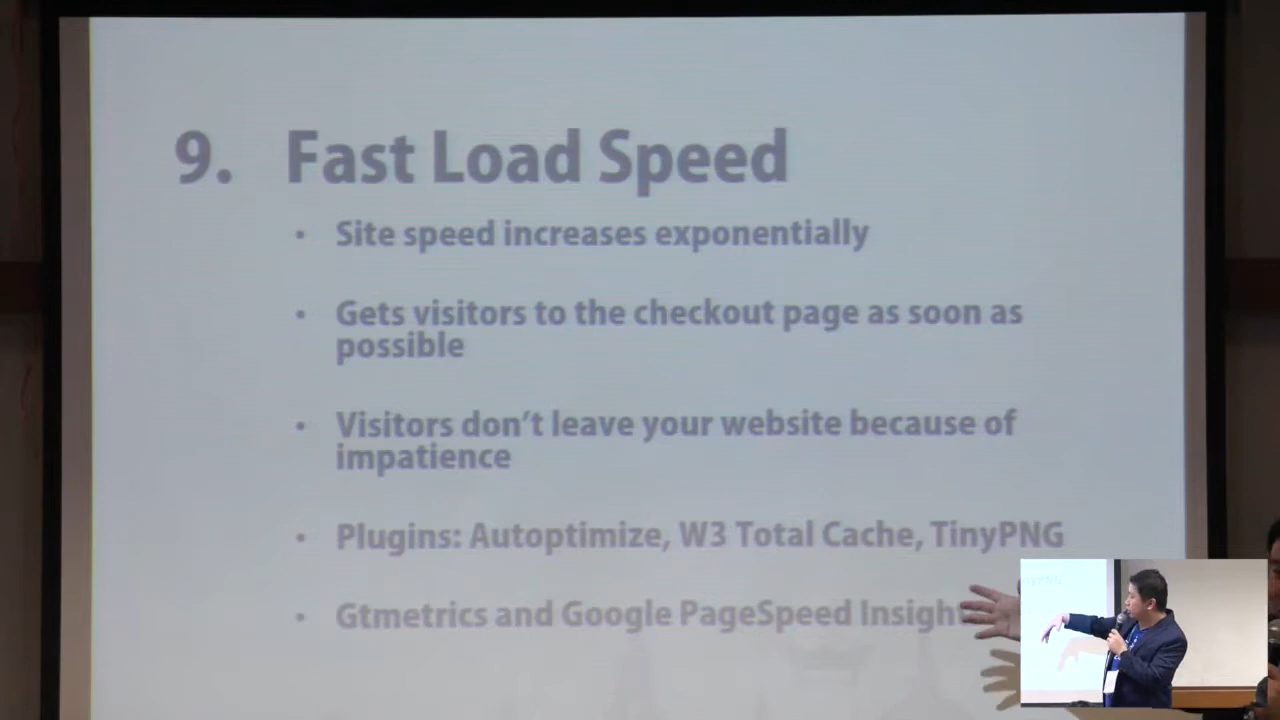 9. Fast Load Speed
• Site speed increases exponentially
• Gets visitors to the checkout page as soon as
possible
• Visitors don’t leave your website because of
impatience
• Plugins: Autoptimize, W3 Total Cache, TinyPNG
• Gtmetrics and Google PageSpeed Insight